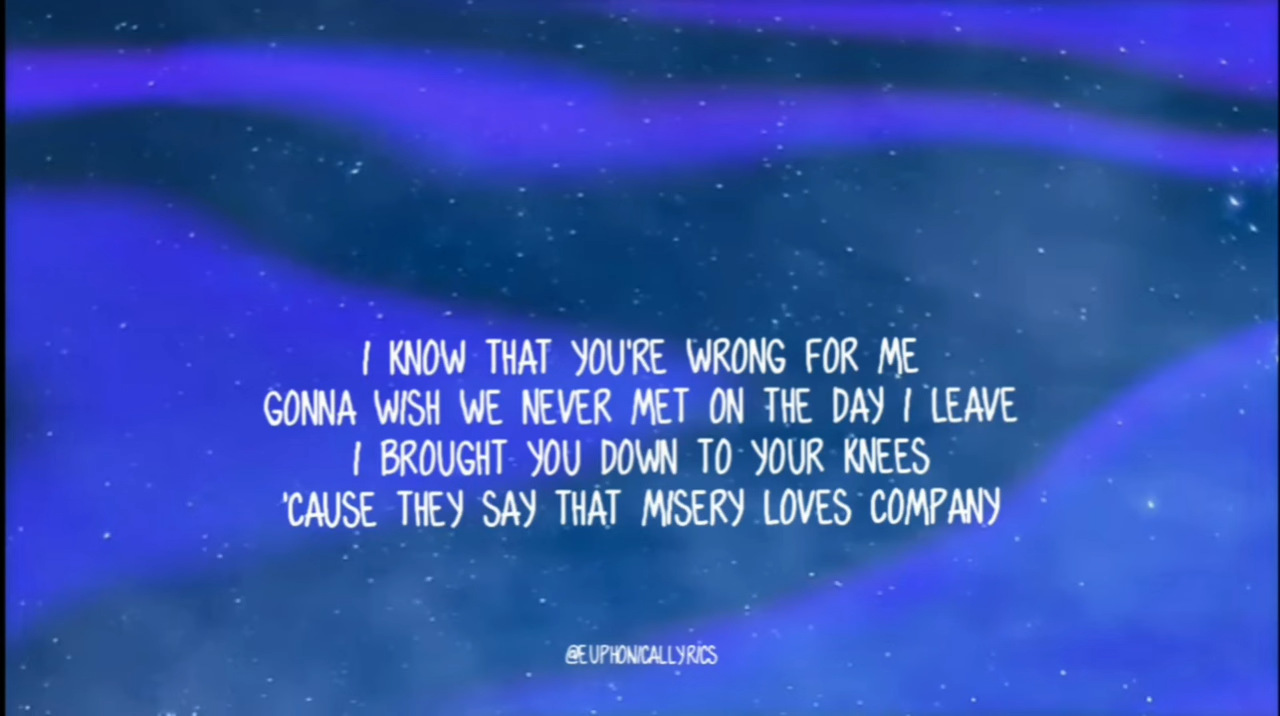 I KNOW THAT YOU'RE WRONG FOR ME
GONNA WISH WE NEVER MET ON THE DAY I LEAVE
I BROUGHT YOU DOWN TO YOUR KNEES
'CAUSE THEY SAY THAT MISERY LOVES COMPANY
@EUPHONICALLYRICS